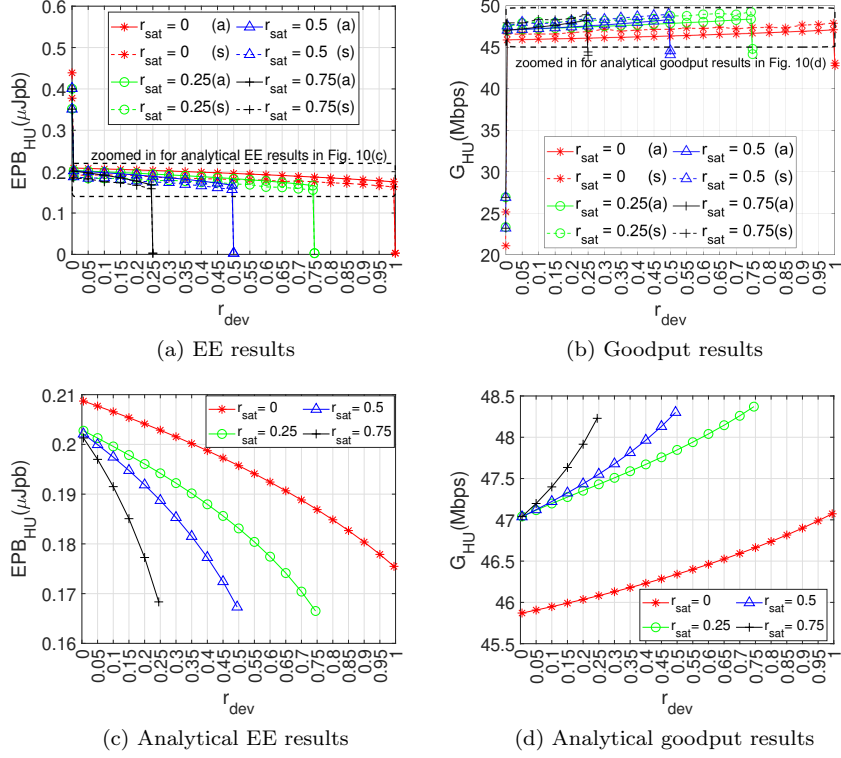 0.6
0.5
0.4
0.3
0.2
0.1
0
EPB_HU(μJpb)
r_sat = 0 (a)
r_sat = 0 (s)
r_sat = 0.25(a)
r_sat = 0.25(s)
r_sat = 0.5 (a)
r_sat = 0.5 (s)
r_sat = 0.75(a)
r_sat = 0.75(s)
zoomed in for analytical EE results in Fig. 10(c)
0 0.05 0.1 0.15 0.2 0.25 0.3 0.35 0.4 0.45 0.5 0.55 0.6 0.65 0.7 0.75 0.8 0.85 0.9 0.95 1
r_dev
(a) EE results
50
45
40
35
30
25
20
G_HU(Mbps)
zoomed in for analytical goodput results in Fig. 10(d)
r_sat = 0 (a)
r_sat = 0 (s)
r_sat = 0.25(a)
r_sat = 0.25(s)
r_sat = 0.5 (a)
r_sat = 0.5 (s)
r_sat = 0.75(a)
r_sat = 0.75(s)
0 0.05 0.1 0.15 0.2 0.25 0.3 0.35 0.4 0.45 0.5 0.55 0.6 0.65 0.7 0.75 0.8 0.85 0.9 0.95 1
r_dev
(b) Goodput results
0.21
0.2
0.19
0.18
0.17
0.16
EPB_HU(μJpb)
r_sat = 0
r_sat = 0.25
r_sat = 0.5
r_sat = 0.75
0 0.05 0.1 0.15 0.2 0.25 0.3 0.35 0.4 0.45 0.5 0.55 0.6 0.65 0.7 0.75 0.8 0.85 0.9 0.95 1
r_dev
(c) Analytical EE results
48.5
48
47.5
47
46.5
46
45.5
G_HU(Mbps)
r_sat = 0
r_sat = 0.25
r_sat = 0.5
r_sat = 0.75
0 0.05 0.1 0.15 0.2 0.25 0.3 0.35 0.4 0.45 0.5 0.55 0.6 0.65 0.7 0.75 0.8 0.85 0.9 0.95 1
r_dev
(d) Analytical goodput results